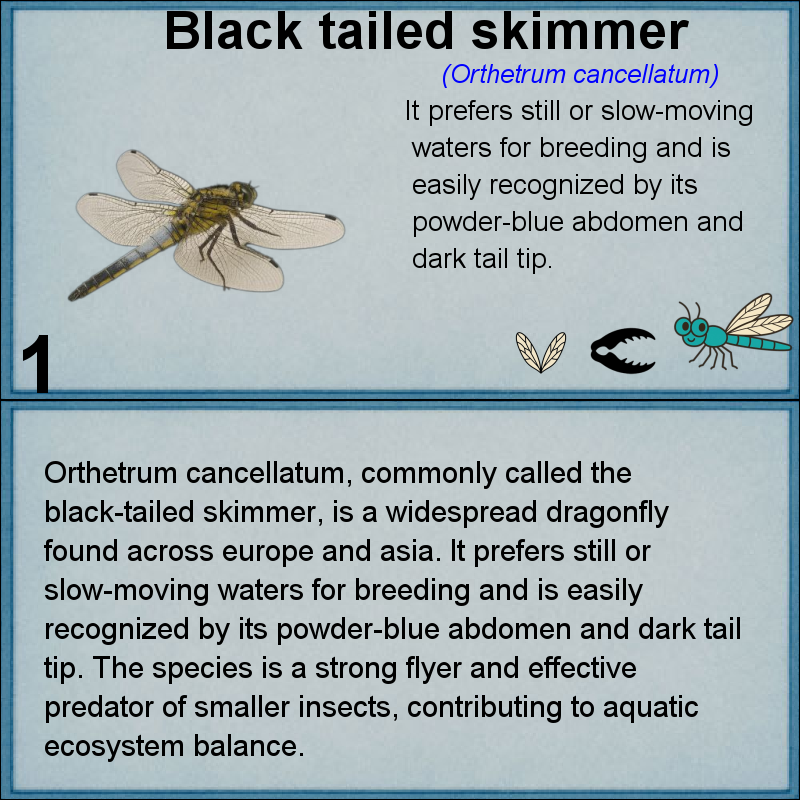 Black tailed skimmer
(Orthetrum cancellatum)
It prefers still or slow-moving
waters for breeding and is
easily recognized by its
powder-blue abdomen and
dark tail tip.
1
Orthetrum cancellatum, commonly called the
black-tailed skimmer, is a widespread dragonfly
found across europe and asia. It prefers still or
slow-moving waters for breeding and is easily
recognized by its powder-blue abdomen and dark tail
tip. The species is a strong flyer and effective
predator of smaller insects, contributing to aquatic
ecosystem balance.